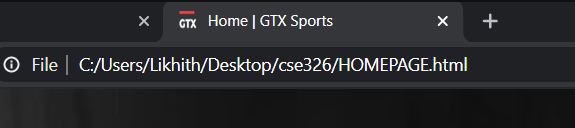 GTX Home | GTX Sports
File C:/Users/Likhith/Desktop/cse326/HOMEPAGE.html